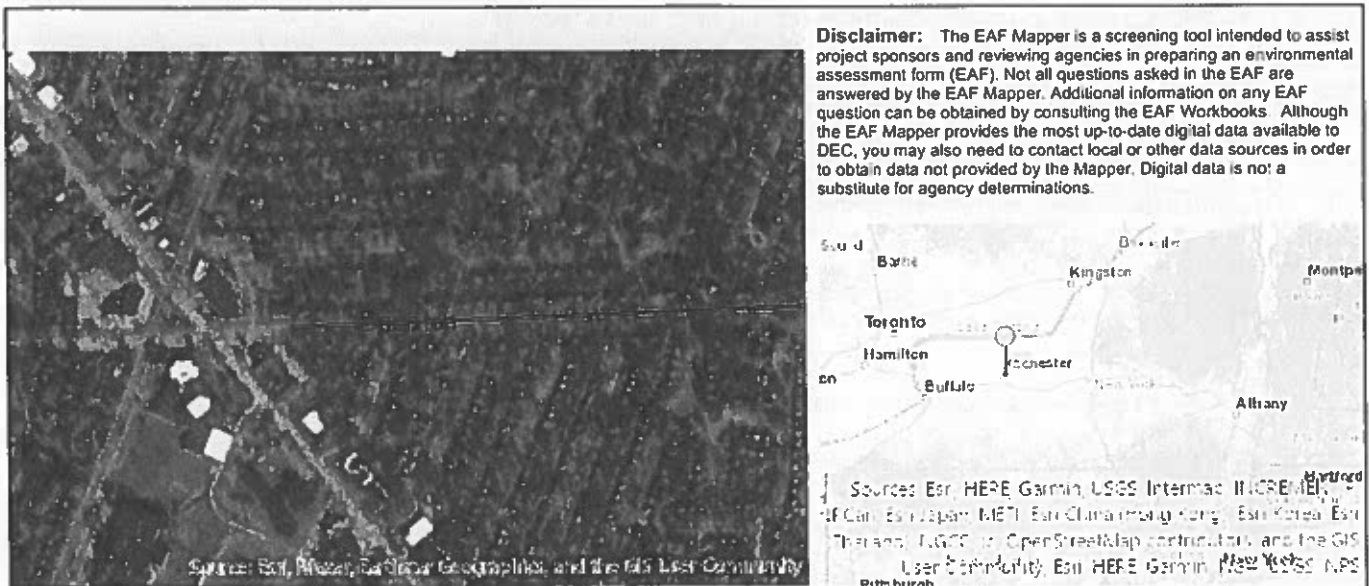 Disclaimer: The EAF Mapper is a screening tool intended to assist
project sponsors and reviewing agencies in preparing an environmental
assessment form (EAF). Not all questions asked in the EAF are
answered by the EAF Mapper. Additional information on any EAF
question can be obtained by consulting the EAF Workbooks. Although
the EAF Mapper provides the most up-to-date digital data available to
DEC, you may also need to contact local or other data sources in order
to obtain data not provided by the Mapper. Digital data is not a
substitute for agency determinations.
Barrie
Kingston
Montpe
Toronto
Hamilton
Rochester
Buffalo
Albany
Hartford
Sources: Esri, HERE, Garmin, USGS, Intermap, INCREMEN
Esri Japan, METI, Esri China (Hong Kong), Esri Korea, Esri
OpenStreetMap contributors, and the GIS
User Community, Esri, HERE, Garmin, USGS, NPS
New York
Pittsburgh
Source: Esri, Maxar, Earthstar Geographics, and the GIS User Community